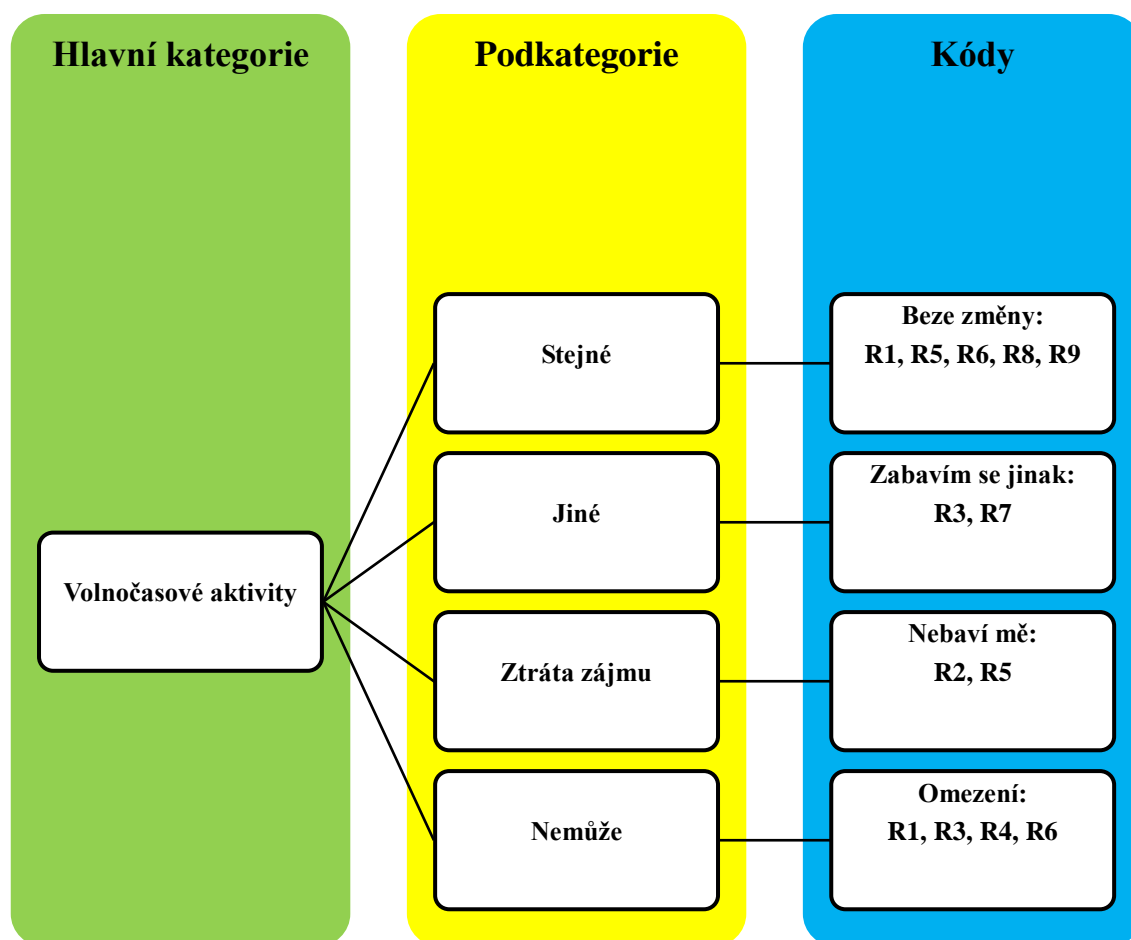 Hlavní kategorie
Podkategorie
Kódy
Volnočasové aktivity
Stejné
Beze změny:
R1, R5, R6, R8, R9
Jiné
Zabavím se jinak:
R3, R7
Ztráta zájmu
Nebaví mě:
R2, R5
Nemůže
Omezení:
R1, R3, R4, R6